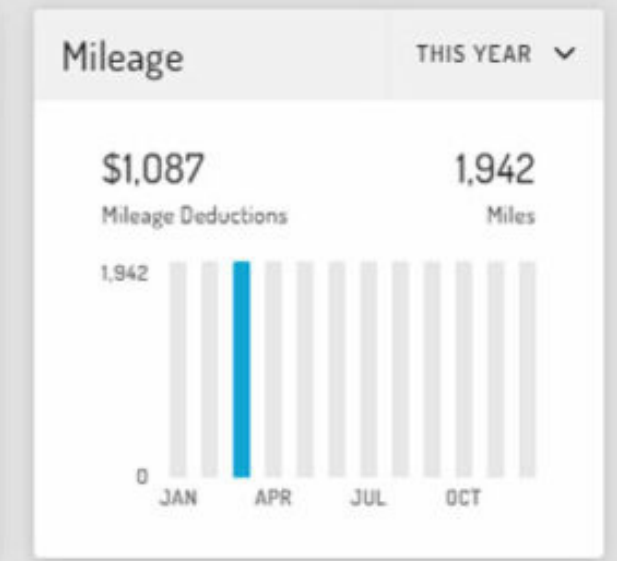 Mileage THIS YEAR
$1,087 1,942
Mileage Deductions Miles
1,942
0
JAN APR JUL OCT